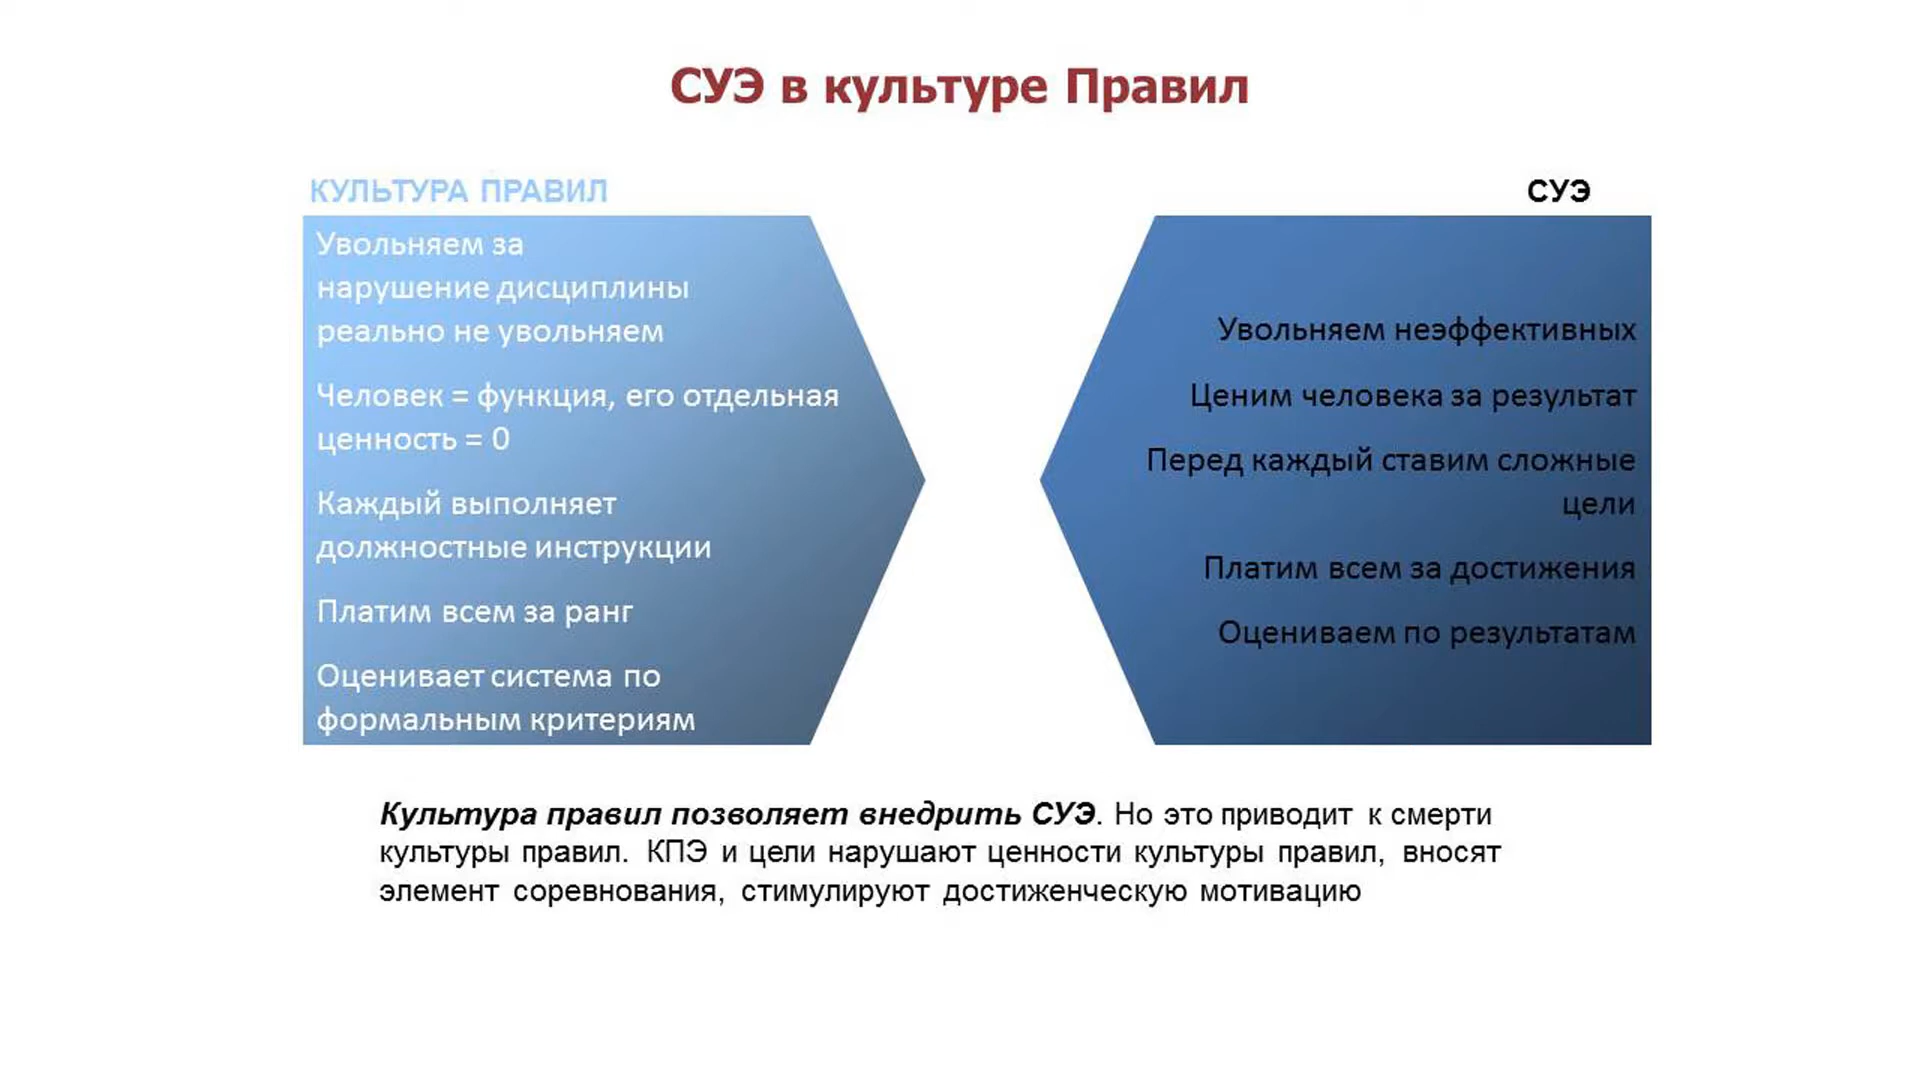 СУЭ в культуре Правил
КУЛЬТУРА ПРАВИЛ
Увольняем за
нарушение дисциплины
реально не увольняем
Человек = функция, его отдельная
ценность = 0
Каждый выполняет
должностные инструкции
Платим всем за ранг
Оценивает система по
формальным критериям
СУЭ
Увольняем неэффективных
Ценим человека за результат
Перед каждый ставим сложные
цели
Платим всем за достижения
Оцениваем по результатам
Культура правил позволяет внедрить СУЭ. Но это приводит к смерти
культуры правил. КПЭ и цели нарушают ценности культуры правил, вносят
элемент соревнования, стимулируют достиженческую мотивацию